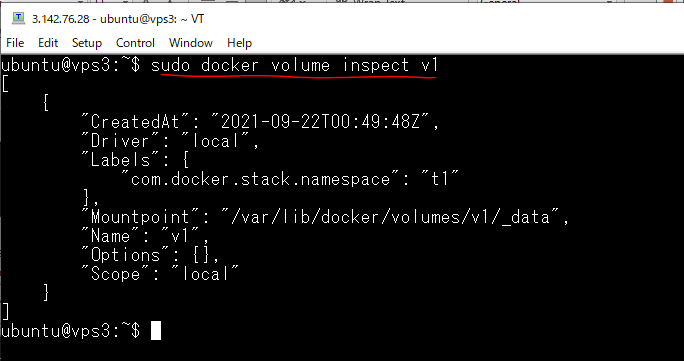 3.142.76.28 - ubuntu@vps3: ~ VT
File Edit Setup Control Window Help
ubuntu@vps3:~$ sudo docker volume inspect v1
[
    {
        "CreatedAt": "2021-09-22T00:49:48Z",
        "Driver": "local",
        "Labels": {
            "com.docker.stack.namespace": "t1"
        },
        "Mountpoint": "/var/lib/docker/volumes/v1/_data",
        "Name": "v1",
        "Options": {},
        "Scope": "local"
    }
]
ubuntu@vps3:~$